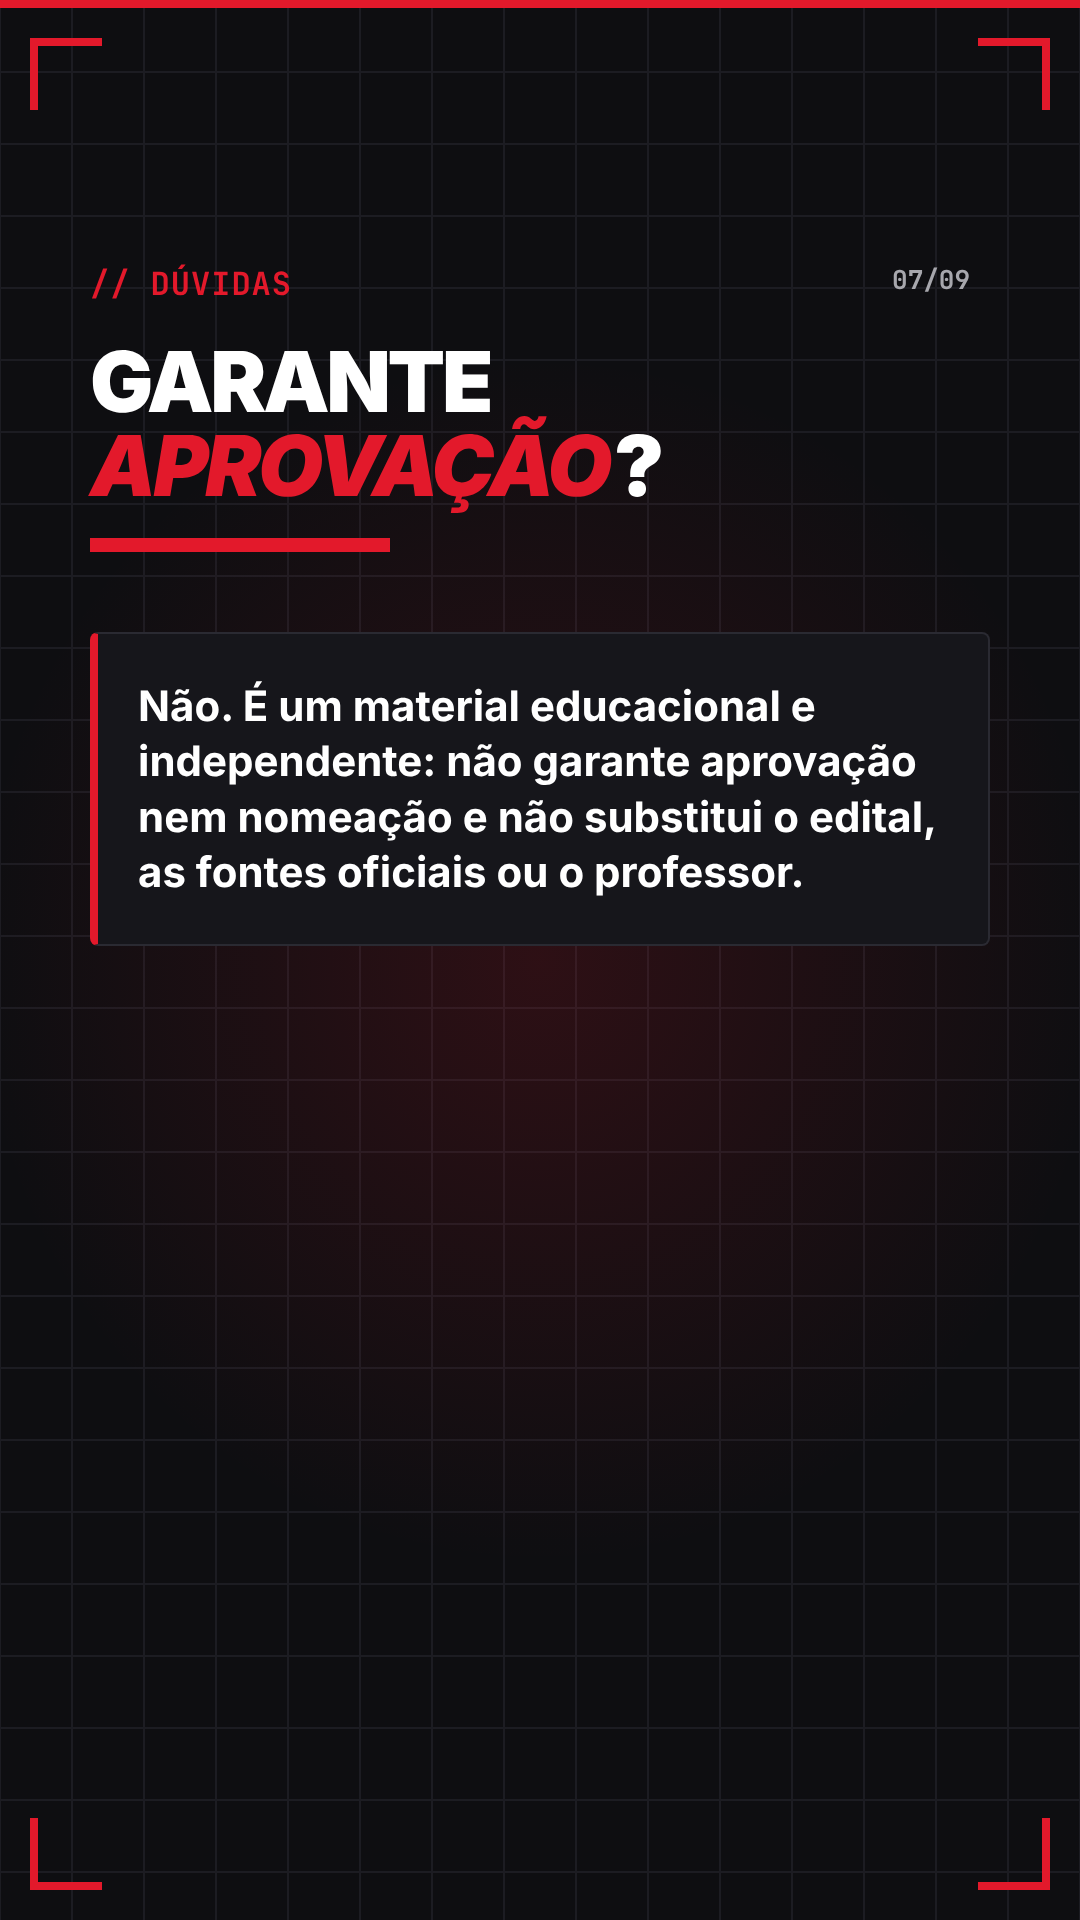 // DÚVIDAS
07/09
GARANTE
APROVAÇÃO?
Não. É um material educacional e
independente: não garante aprovação
nem nomeação e não substitui o edital,
as fontes oficiais ou o professor.